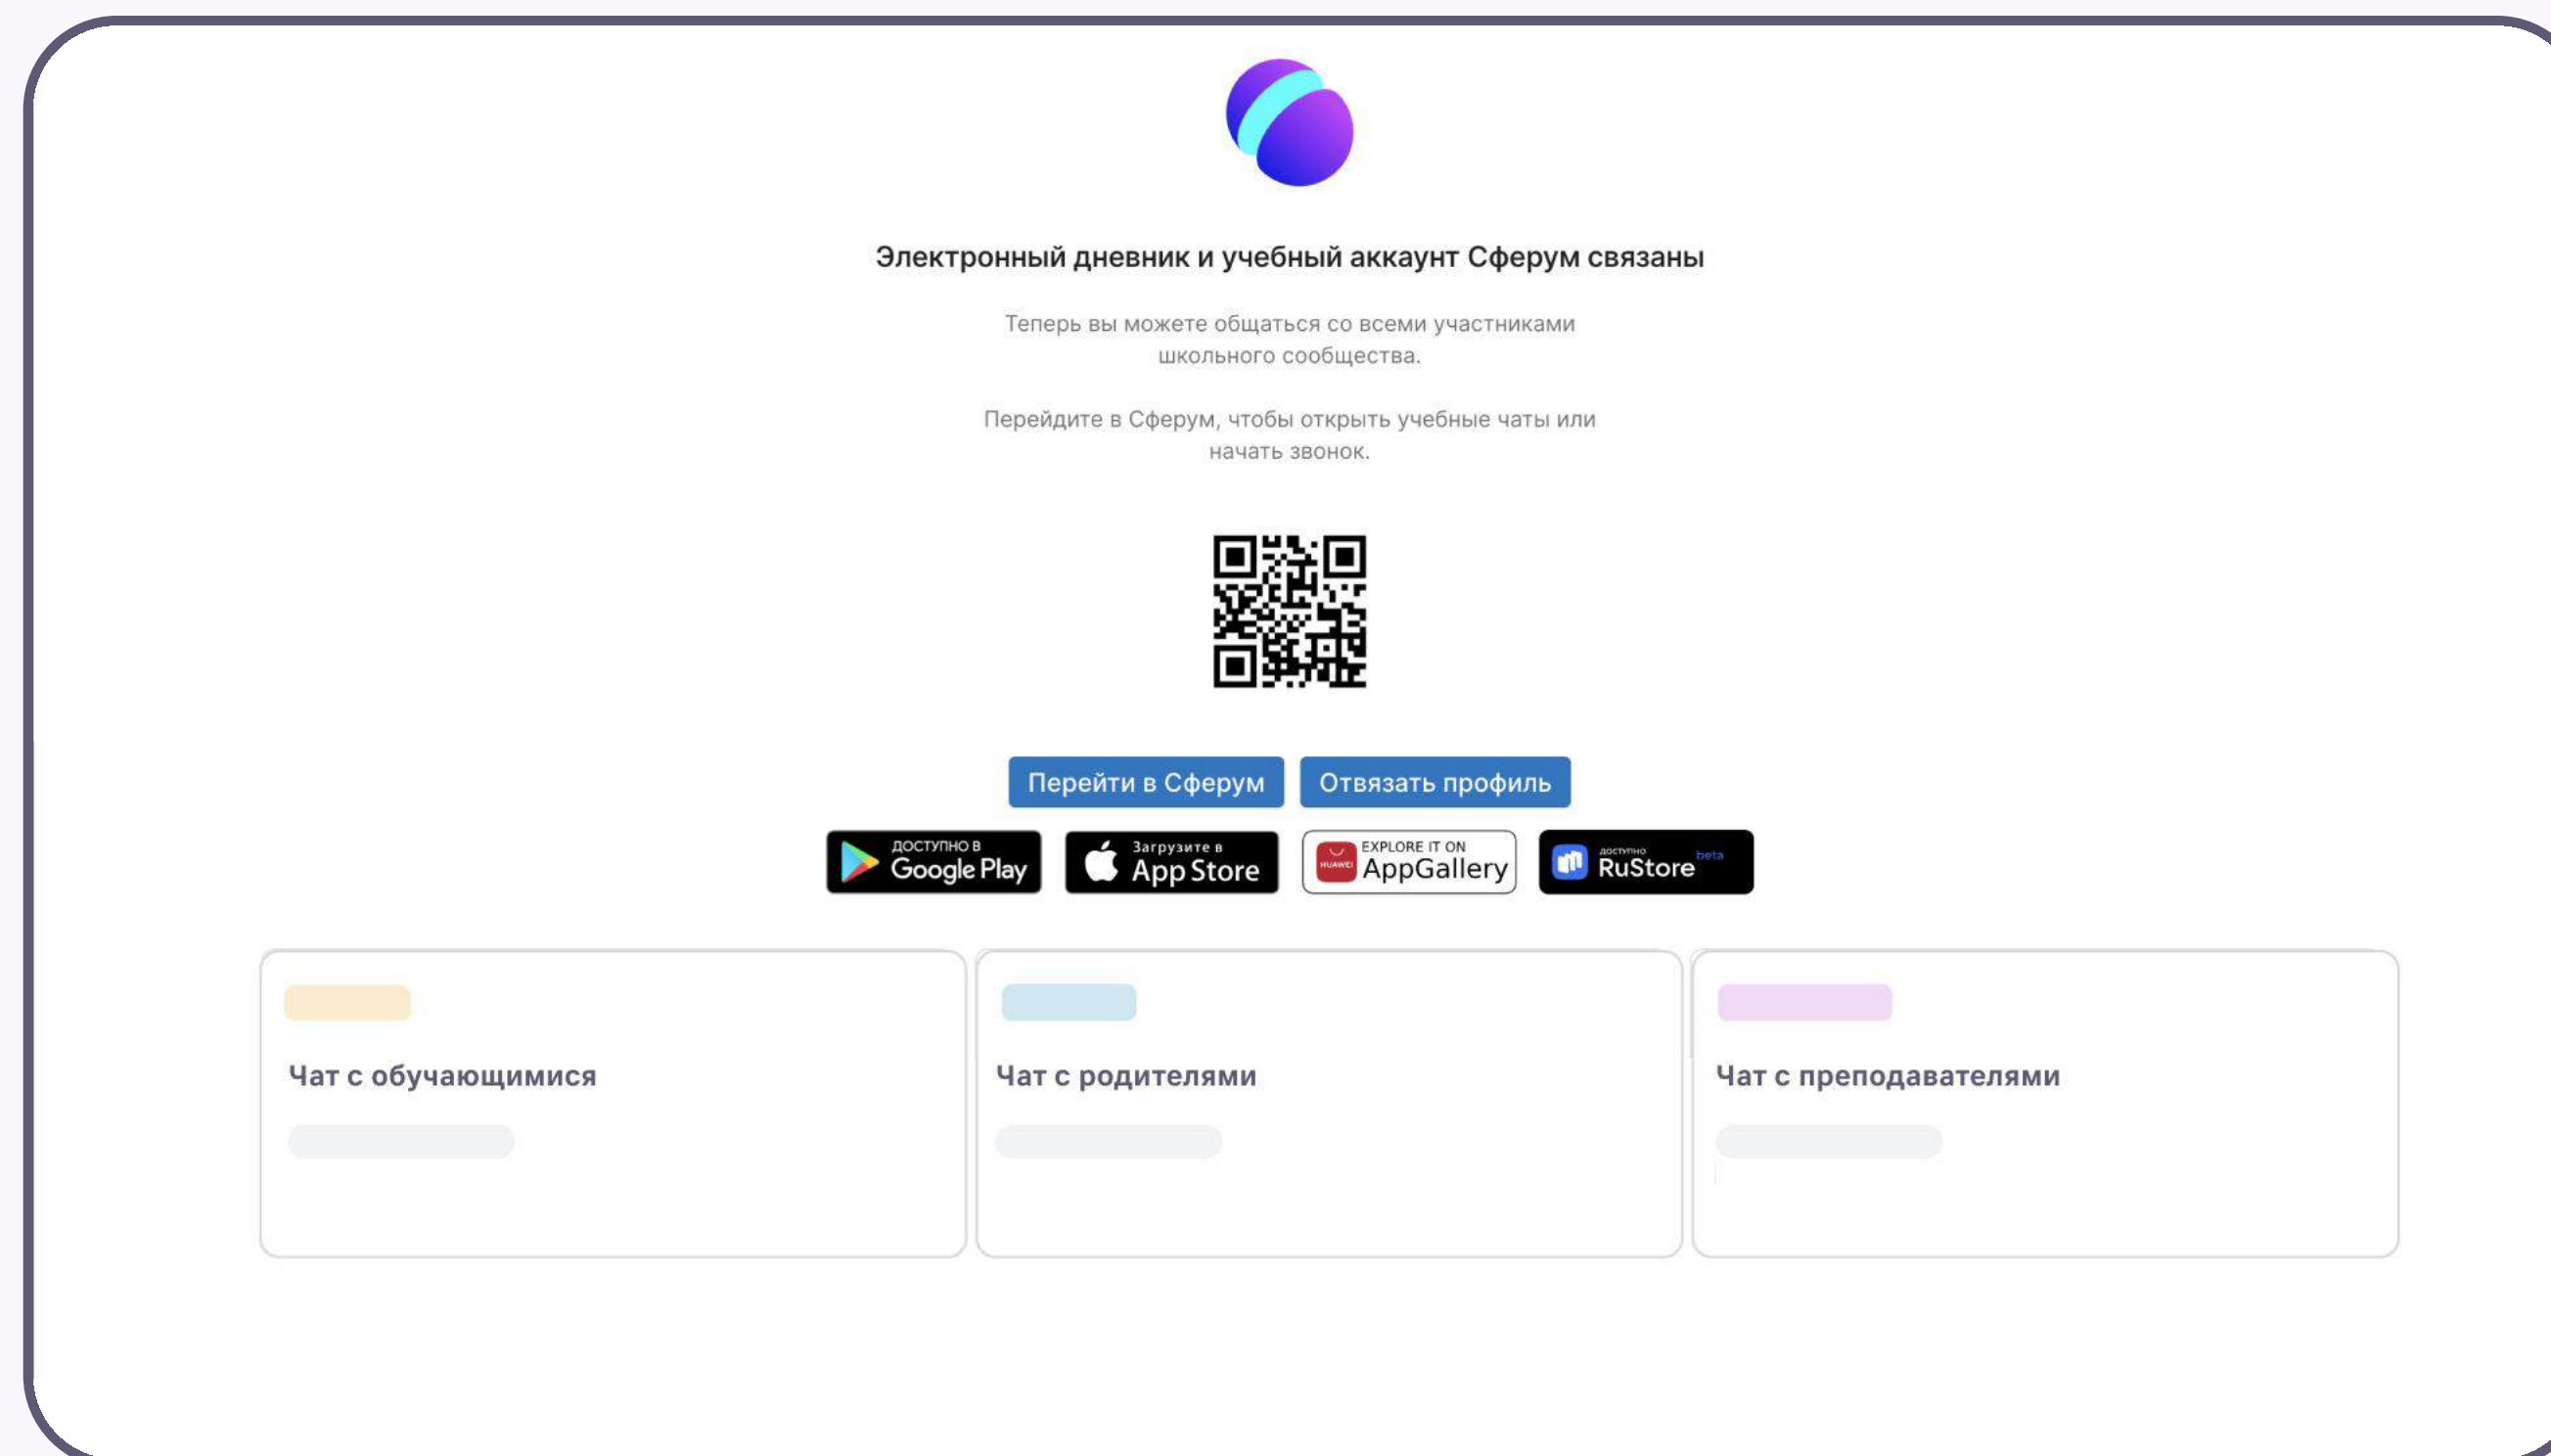 Электронный дневник и учебный аккаунт Сферум связаны
Теперь вы можете общаться со всеми участниками
школьного сообщества.
Перейдите в Сферум, чтобы открыть учебные чаты или
начать звонок.
Перейти в Сферум
Отвязать профиль
ДОСТУПНО В
Google Play
Загрузите в
App Store
HUAWEI
EXPLORE IT ON
AppGallery
ДОСТУПНО
RuStore beta
Чат с обучающимися
Чат с родителями
Чат с преподавателями